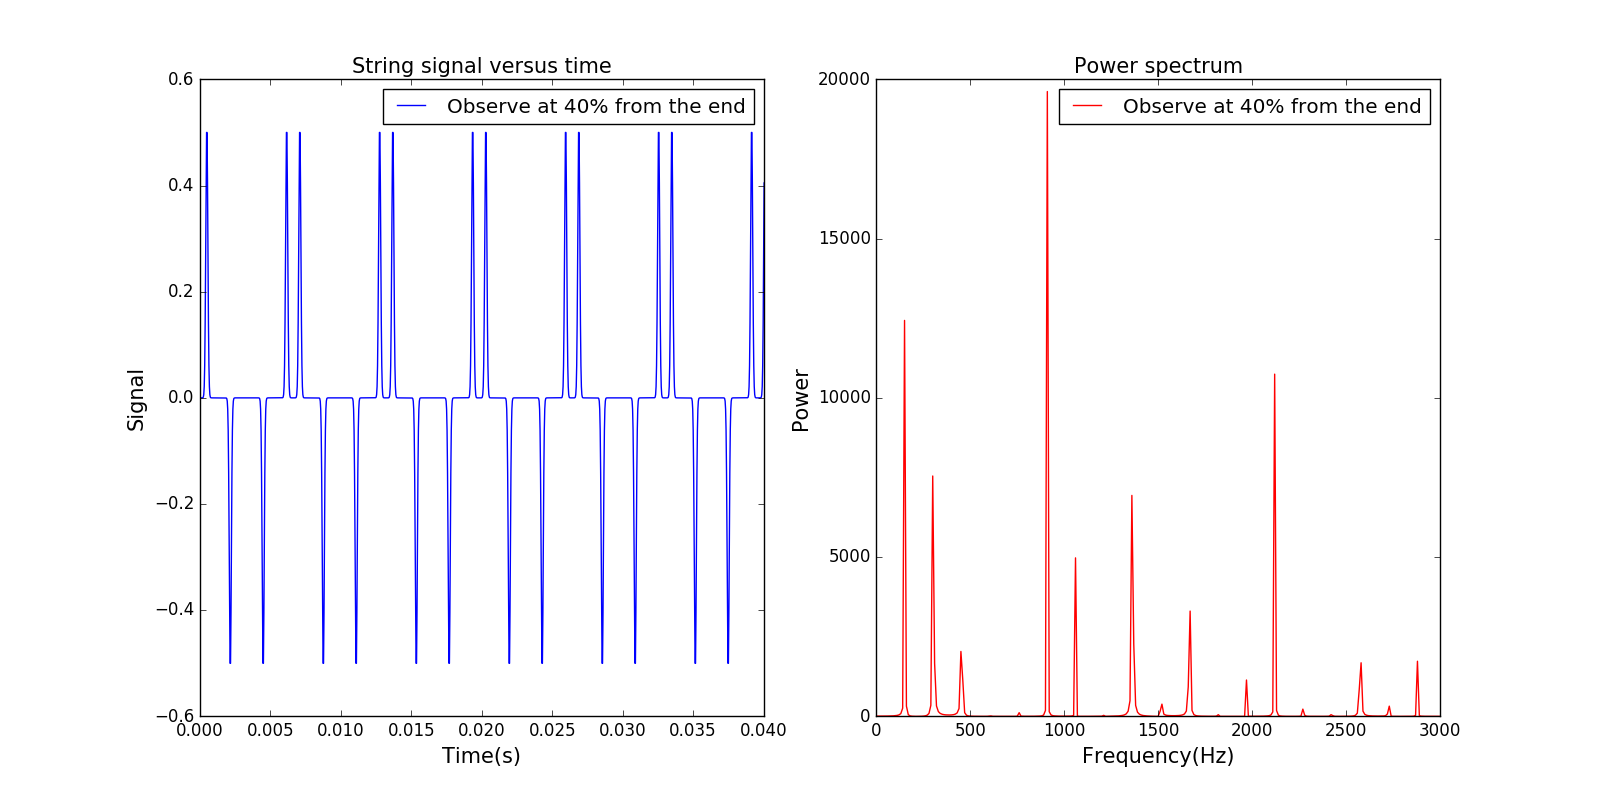 String signal versus time
Observe at 40% from the end
0.6
0.4
0.2
0.0
−0.2
−0.4
−0.6
Signal
0.000 0.005 0.010 0.015 0.020 0.025 0.030 0.035 0.040
Time(s)
Power spectrum
Observe at 40% from the end
20000
15000
10000
5000
0
Power
0 500 1000 1500 2000 2500 3000
Frequency(Hz)